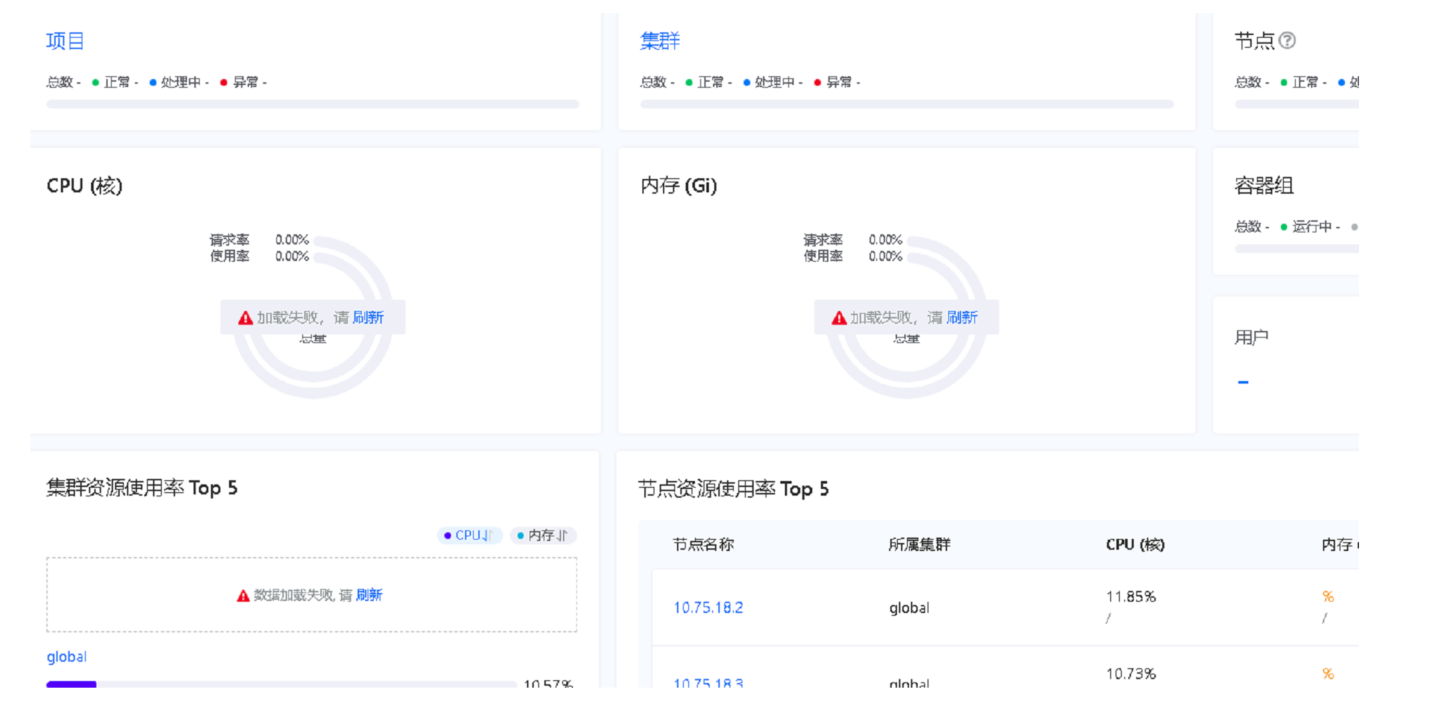 项目
总数 - 正常 - 处理中 - 异常 -
集群
总数 - 正常 - 处理中 - 异常 -
节点
总数 - 正常 -
CPU (核)
请求率 0.00%
使用率 0.00%
加载失败，请 刷新
总量
内存 (Gi)
请求率 0.00%
使用率 0.00%
加载失败，请 刷新
总量
容器组
总数 - 运行中 -
用户
-
集群资源使用率 Top 5
CPU 内存
数据加载失败, 请 刷新
global
10.57%
节点资源使用率 Top 5
节点名称 所属集群 CPU (核) 内存
10.75.18.2 global 11.85% %
/ /
10.75.18.3 global 10.73% %